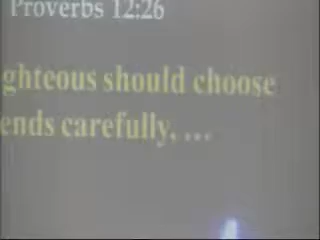 Proverbs 12:26
ghteous should choose
ends carefully, ...